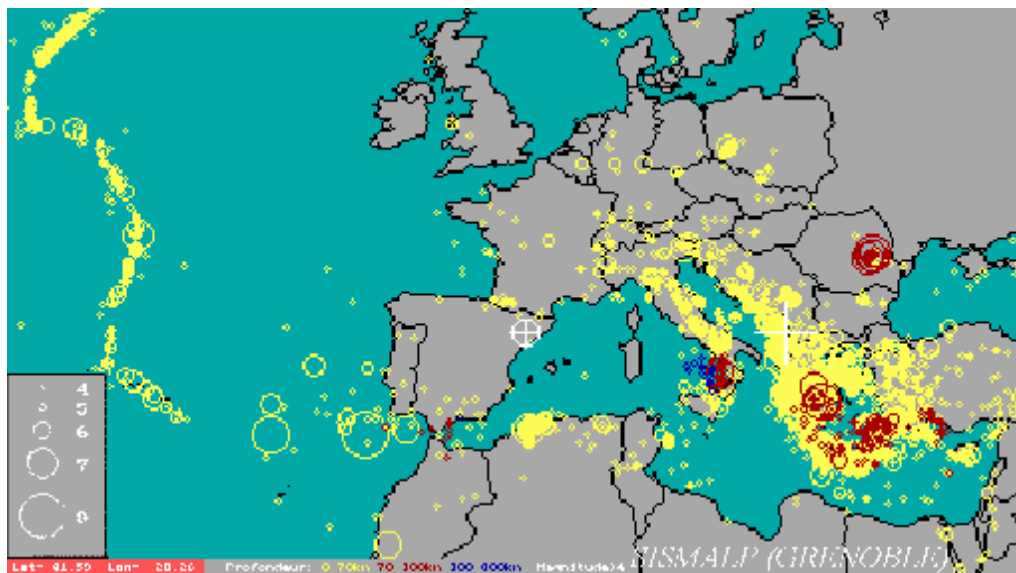 4
5
6
7
8
SISMALP (GRENOBLE)
Lat= 41.59 Lon= 20.26 Profondeur: 0 70km 70 300km 300 600km Magnitude>4